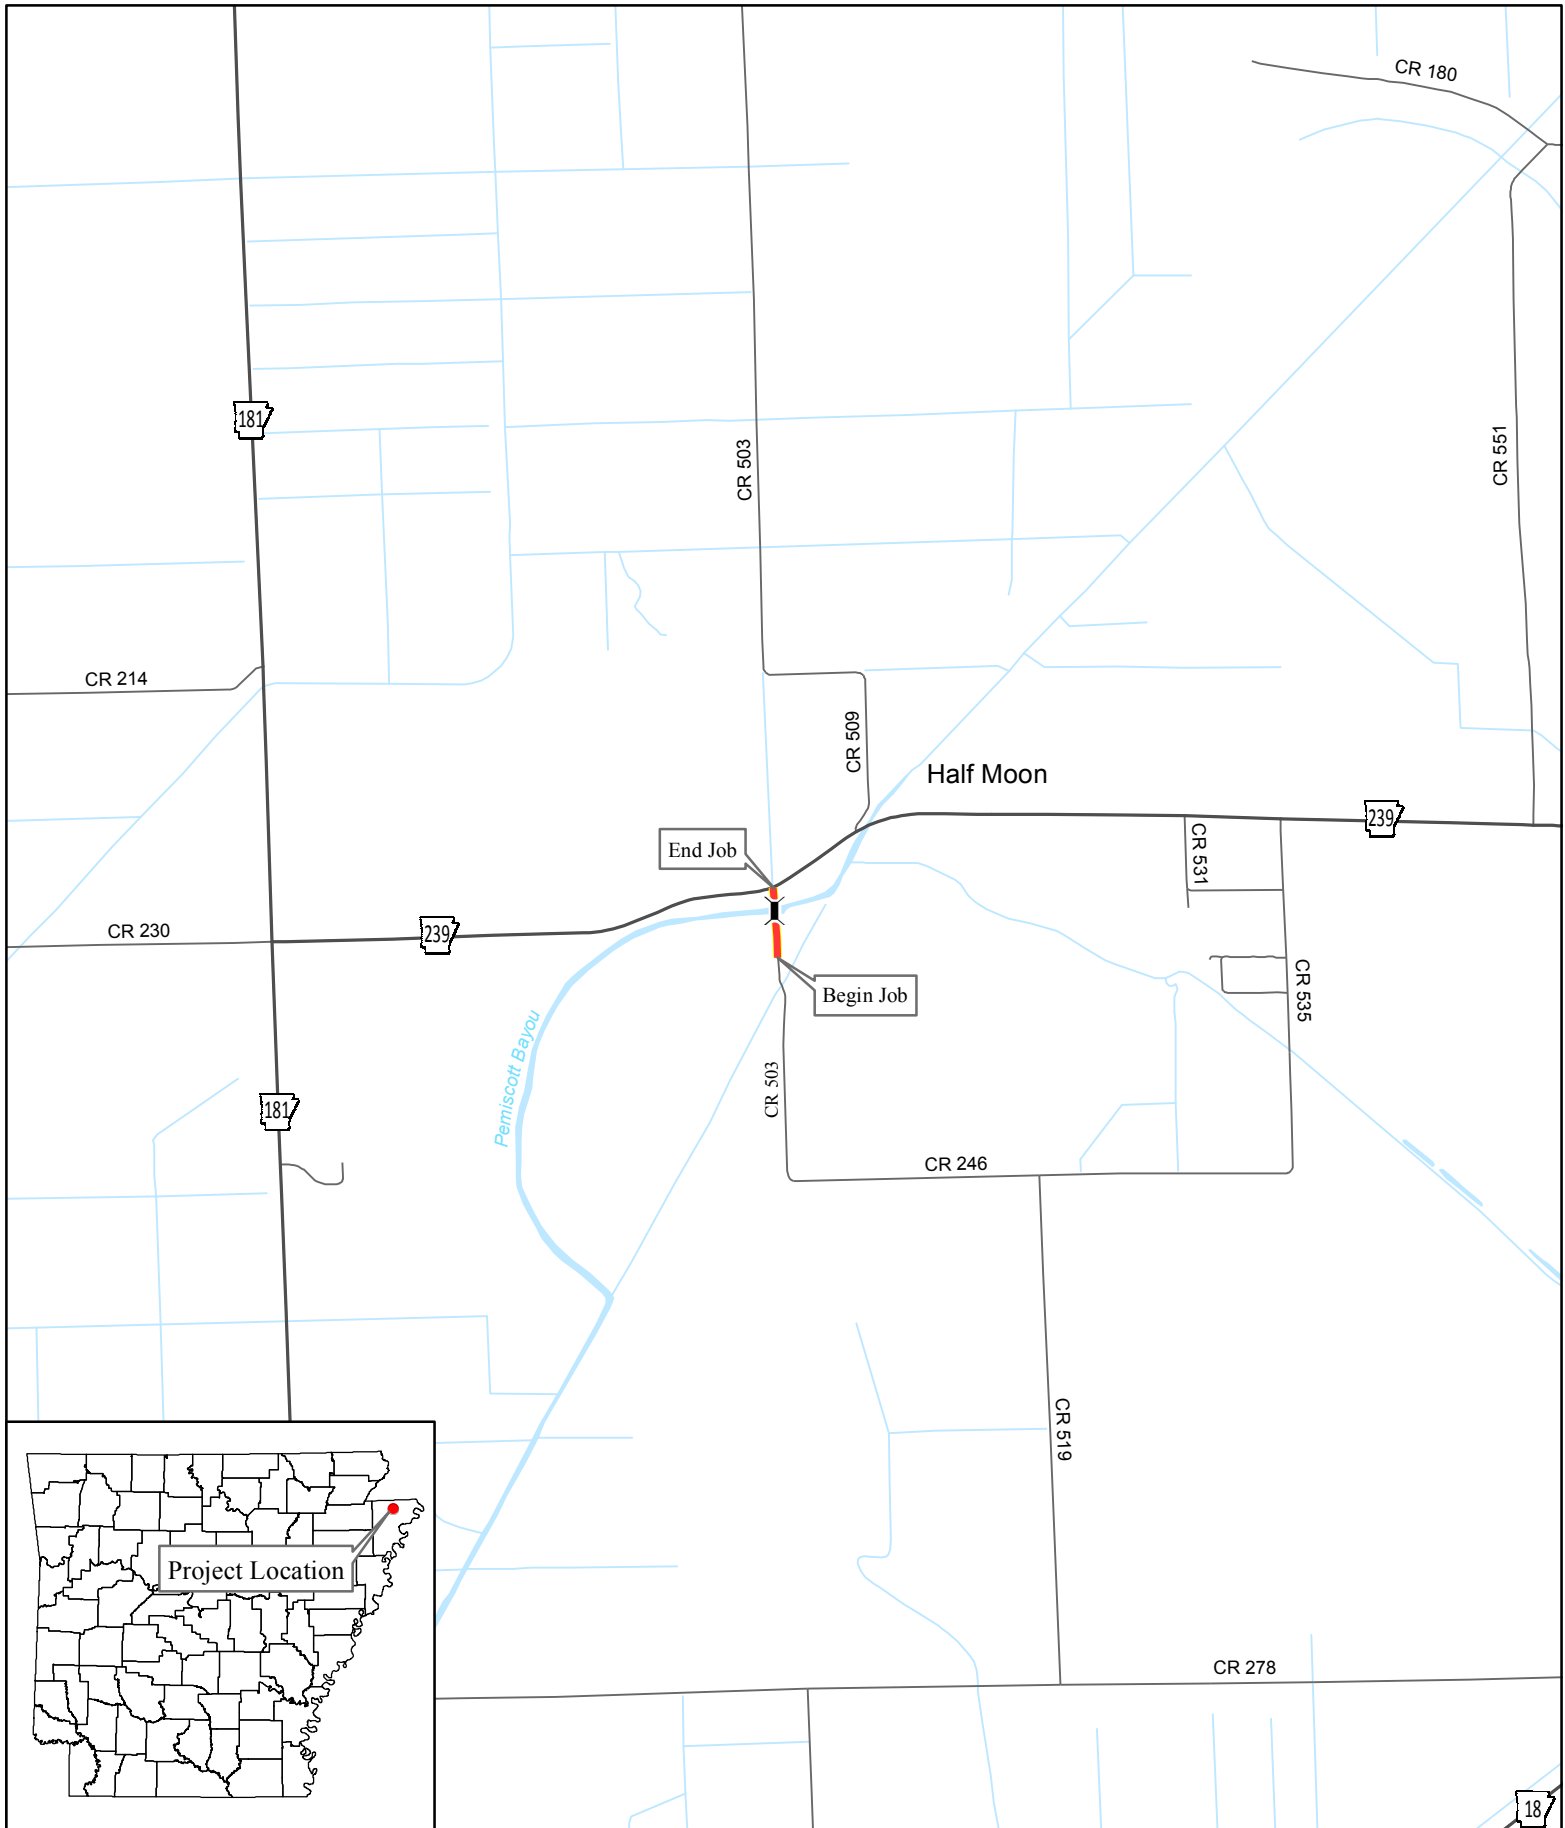 CR 180
181
CR 503
CR 551
CR 214
CR 509
Half Moon
239
End Job
CR 531
CR 230
239
CR 535
Begin Job
Pemiscott Bayou
CR 503
181
CR 246
CR 519
Project Location
CR 278
18